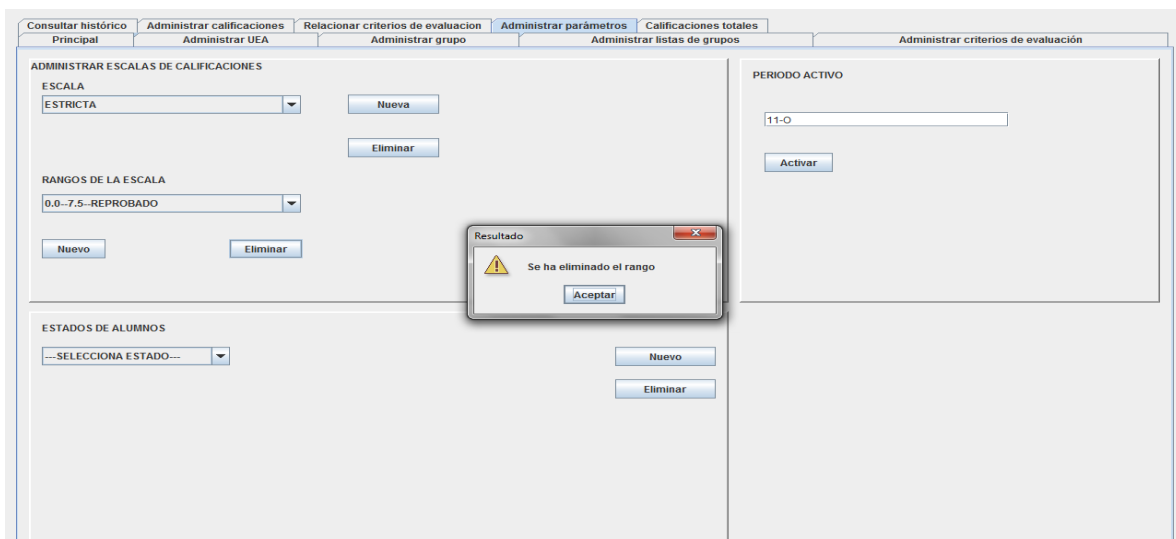 Consultar histórico Administrar calificaciones Relacionar criterios de evaluacion Administrar parámetros Calificaciones totales
Principal Administrar UEA Administrar grupo Administrar listas de grupos Administrar criterios de evaluación
ADMINISTRAR ESCALAS DE CALIFICACIONES
ESCALA
ESTRICTA
Nueva
Eliminar
RANGOS DE LA ESCALA
0.0--7.5--REPROBADO
Nuevo Eliminar
PERIODO ACTIVO
11-O
Activar
Resultado
Se ha eliminado el rango
Aceptar
ESTADOS DE ALUMNOS
---SELECCIONA ESTADO---
Nuevo
Eliminar